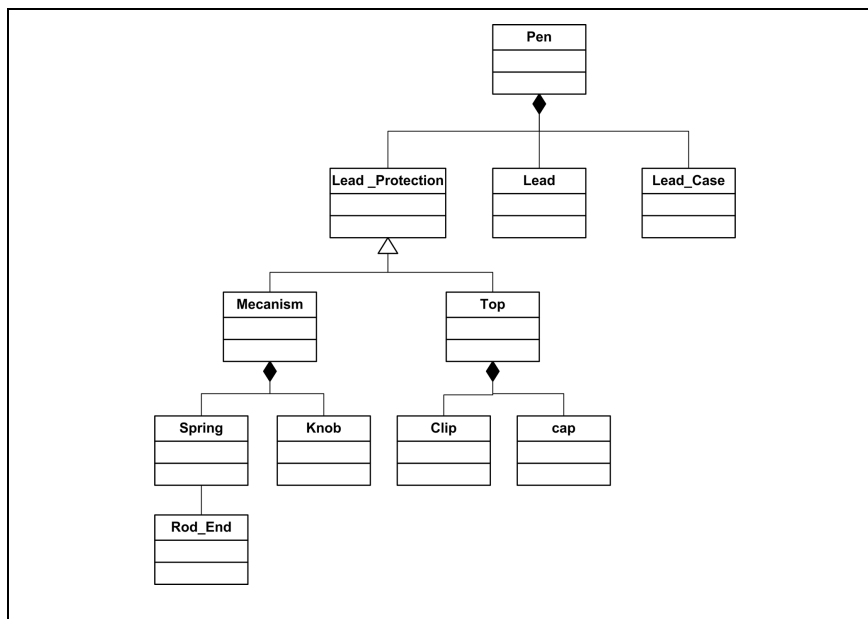 Pen
Lead _Protection
Lead
Lead_Case
Mecanism
Top
Spring
Knob
Clip
cap
Rod_End